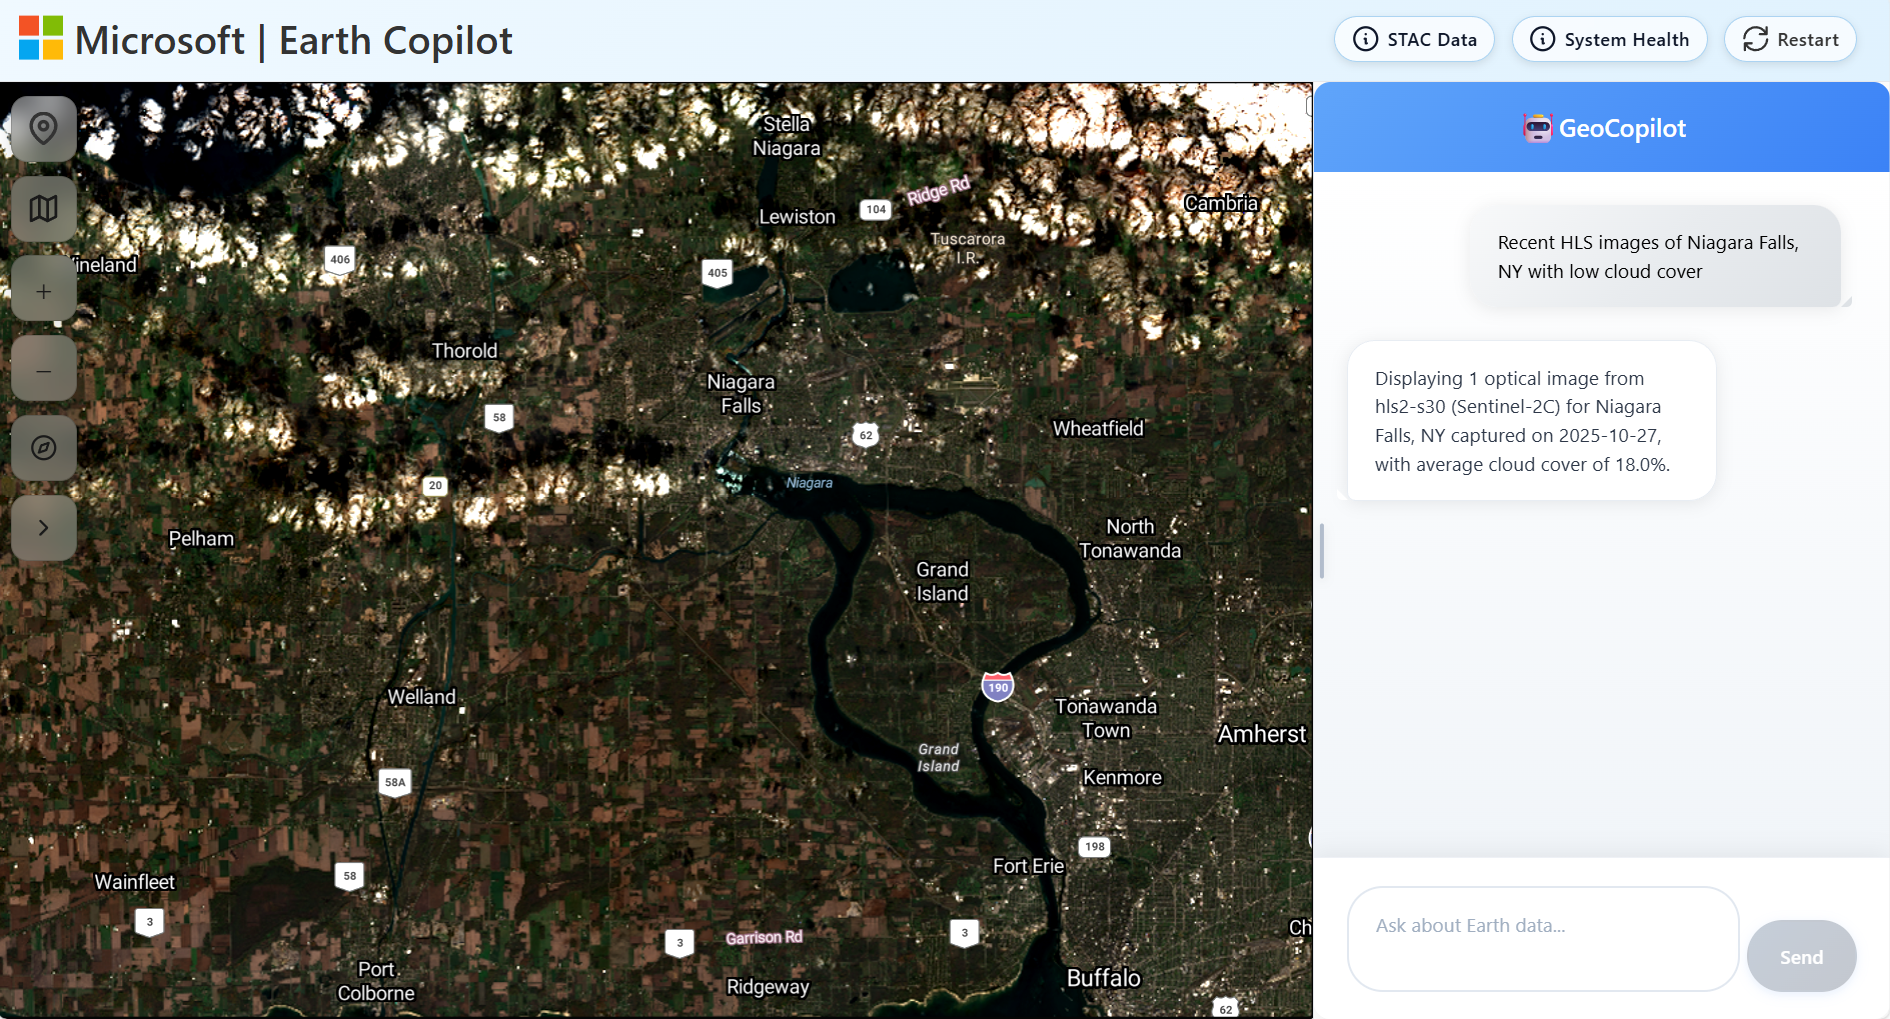 Microsoft | Earth Copilot
STAC Data
System Health
Restart
Stella
Niagara
Lewiston
104
Ridge Rd
Cambria
Tuscarora
I.R.
406
405
ineland
Thorold
Niagara
Falls
58
62
Wheatfield
20
Niagara
Pelham
North
Tonawanda
Grand
Island
190
Welland
Tonawanda
Town
Amherst
Grand
Island
Kenmore
58A
198
Fort Erie
58
Wainfleet
3
3
Garrison Rd
3
Ch
Port
Colborne
Ridgeway
Buffalo
62
GeoCopilot
Recent HLS images of Niagara Falls,
NY with low cloud cover
Displaying 1 optical image from
hls2-s30 (Sentinel-2C) for Niagara
Falls, NY captured on 2025-10-27,
with average cloud cover of 18.0%.
Ask about Earth data...
Send